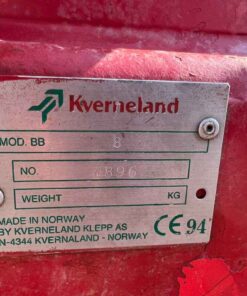 Kverneland
MOD. BB 8
NO. 4896
WEIGHT KG
MADE IN NORWAY
BY KVERNELAND KLEPP AS
N-4344 KVERNALAND - NORWAY
CE 94